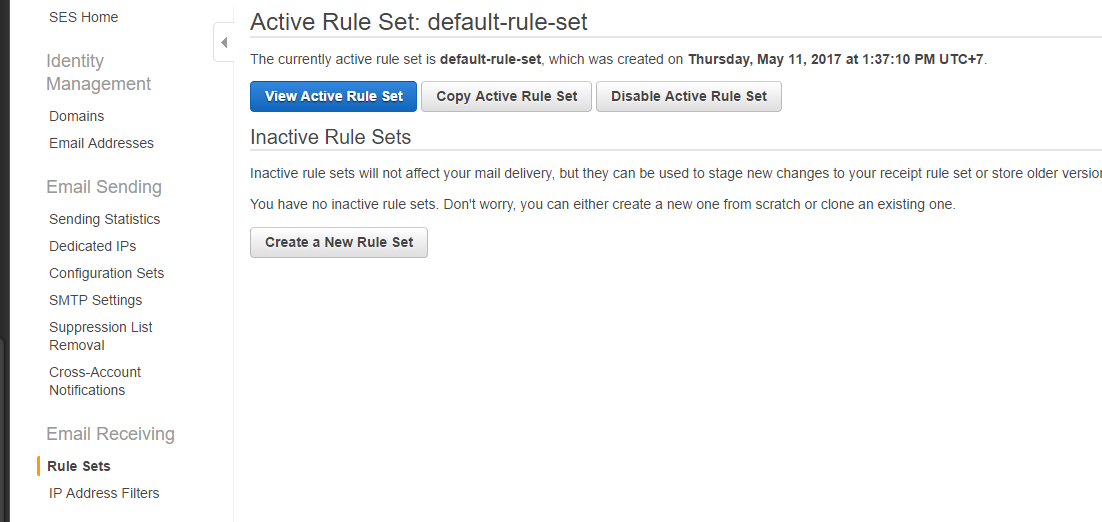 SES Home
Identity
Management
Domains
Email Addresses
Email Sending
Sending Statistics
Dedicated IPs
Configuration Sets
SMTP Settings
Suppression List
Removal
Cross-Account
Notifications
Email Receiving
Rule Sets
IP Address Filters
Active Rule Set: default-rule-set
The currently active rule set is default-rule-set, which was created on Thursday, May 11, 2017 at 1:37:10 PM UTC+7.
View Active Rule Set Copy Active Rule Set Disable Active Rule Set
Inactive Rule Sets
Inactive rule sets will not affect your mail delivery, but they can be used to stage new changes to your receipt rule set or store older version
You have no inactive rule sets. Don't worry, you can either create a new one from scratch or clone an existing one.
Create a New Rule Set